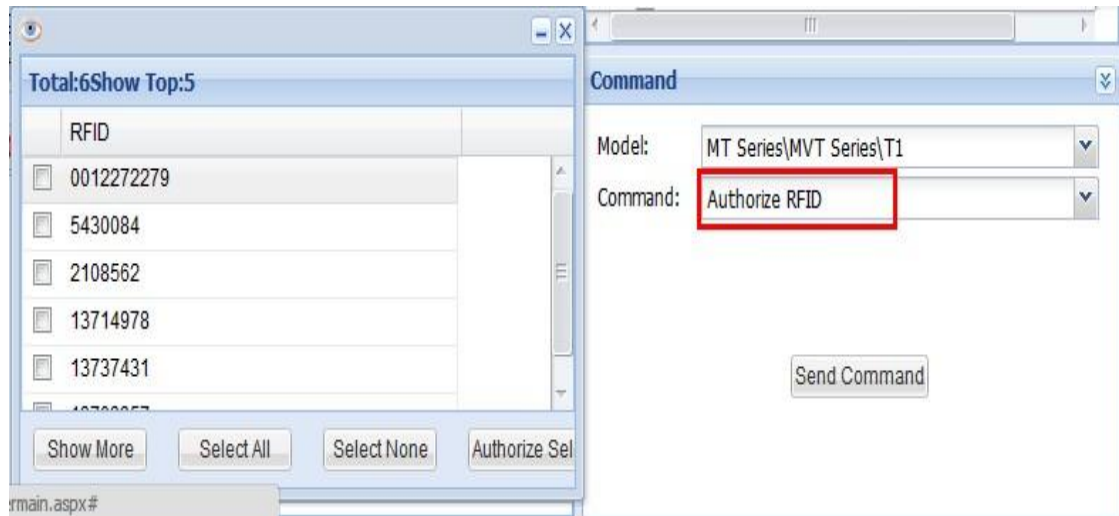 Total:6Show Top:5
RFID
0012272279
5430084
2108562
13714978
13737431
Show More
Select All
Select None
Authorize Sel
rmain.aspx#
Command
Model:
MT Series\MVT Series\T1
Command:
Authorize RFID
Send Command